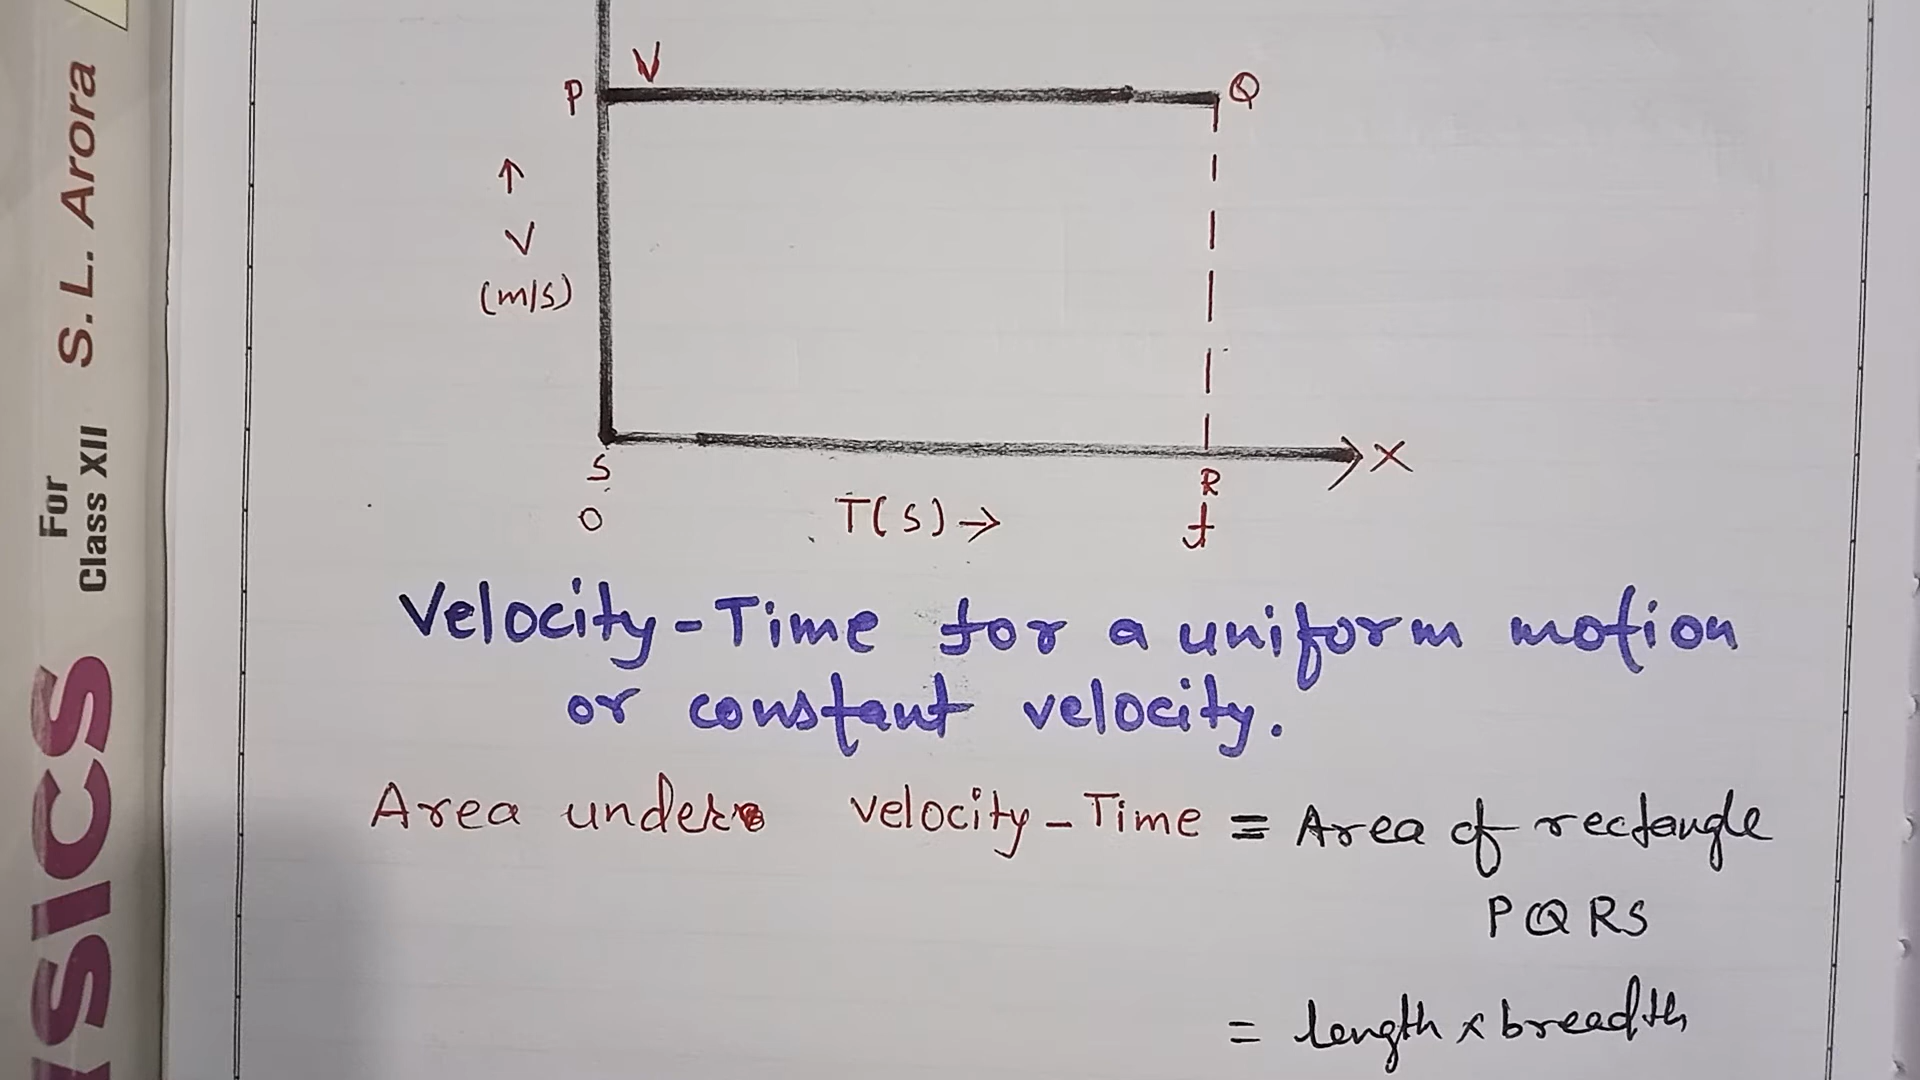 For
Class XII
S. L. Arora
SICS
V
P
Q
↑
V
(m/s)
X
S
R
O
T(S) →
t
Velocity-Time for a uniform motion
or constant velocity.
Area under velocity-Time = Area of rectangle
PQRS
= length x breadth